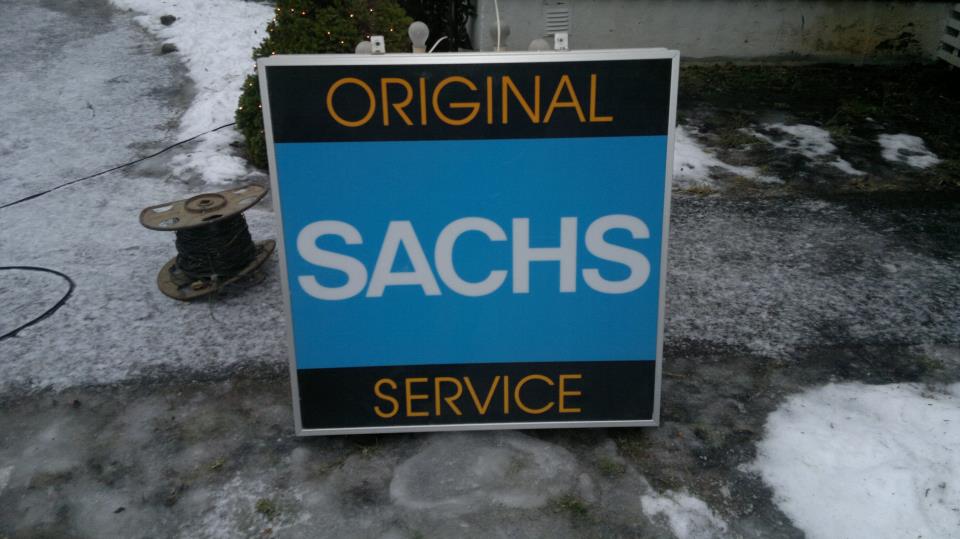 ORIGINAL
SACHS
SERVICE